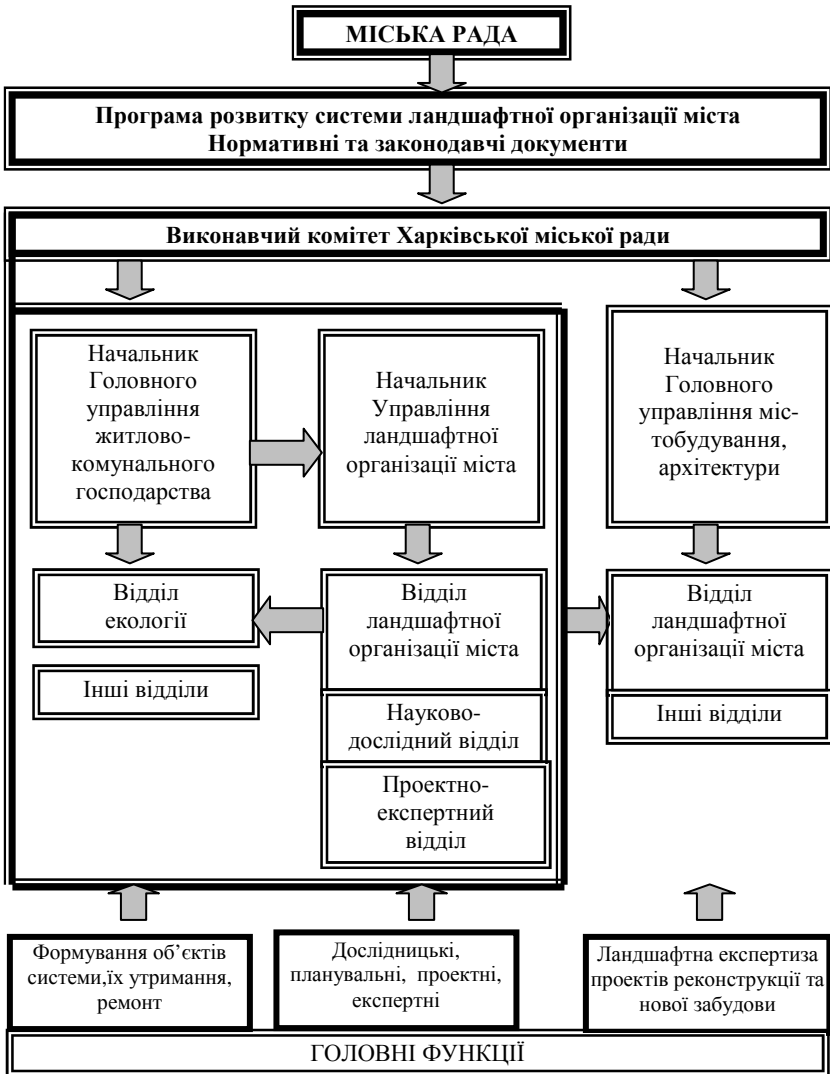 МІСЬКА РАДА
Програма розвитку системи ландшафтної організації міста
Нормативні та законодавчі документи
Виконавчий комітет Харківської міської ради
Начальник
Головного
управління
житлово-
комунального
господарства
Начальник
Управління
ландшафтної
організації міста
Начальник
Головного
управління міс-
тобудування,
архітектури
Відділ
екології
Відділ
ландшафтної
організації міста
Відділ
ландшафтної
організації міста
Інші відділи
Науково-
дослідний відділ
Інші відділи
Проектно-
експертний
відділ
Формування об’єктів
системи,їх утримання,
ремонт
Дослідницькі,
планувальні, проектні,
експертні
Ландшафтна експертиза
проектів реконструкції та
нової забудови
ГОЛОВНІ ФУНКЦІЇ